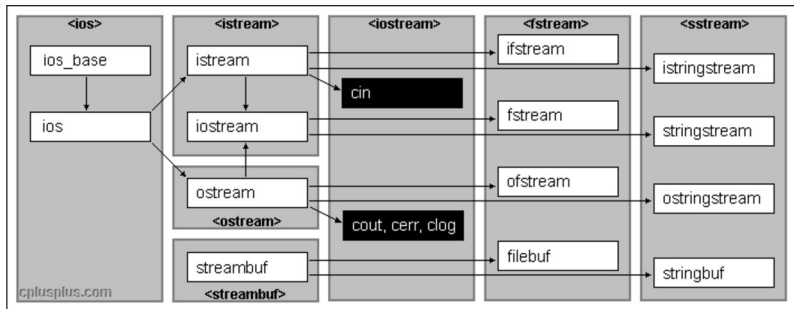 <ios>
ios_base
ios
<istream>
istream
iostream
ostream
<ostream>
streambuf
<streambuf>
<iostream>
cin
cout, cerr, clog
<fstream>
ifstream
fstream
ofstream
filebuf
<sstream>
istringstream
stringstream
ostringstream
stringbuf
cplusplus.com